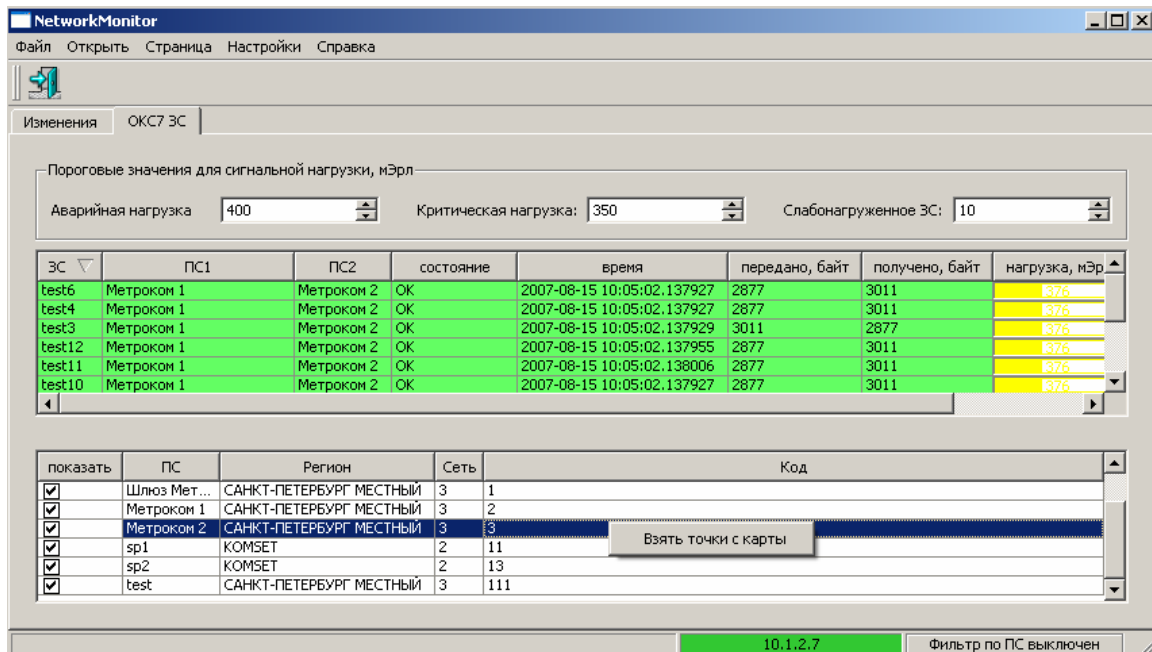 NetworkMonitor
Файл Открыть Страница Настройки Справка
Изменения ОКС7 ЗС
Пороговые значения для сигнальной нагрузки, мЭрл
Аварийная нагрузка 400 Критическая нагрузка: 350 Слабонагруженное ЗС: 10
ЗС ПС1 ПС2 состояние время передано, байт получено, байт нагрузка, мЭр
test6 Метроком 1 Метроком 2 OK 2007-08-15 10:05:02.137927 2877 3011 376
test4 Метроком 1 Метроком 2 OK 2007-08-15 10:05:02.137927 2877 3011 376
test3 Метроком 1 Метроком 2 OK 2007-08-15 10:05:02.137929 3011 2877 376
test12 Метроком 1 Метроком 2 OK 2007-08-15 10:05:02.137955 2877 3011 376
test11 Метроком 1 Метроком 2 OK 2007-08-15 10:05:02.138006 2877 3011 376
test10 Метроком 1 Метроком 2 OK 2007-08-15 10:05:02.137927 2877 3011 376
показать ПС Регион Сеть Код
Шлюз Мет... САНКТ-ПЕТЕРБУРГ МЕСТНЫЙ 3 1
Метроком 1 САНКТ-ПЕТЕРБУРГ МЕСТНЫЙ 3 2
Метроком 2 САНКТ-ПЕТЕРБУРГ МЕСТНЫЙ 3 3
Взять точки с карты
sp1 KOMSET 2 11
sp2 KOMSET 2 13
test САНКТ-ПЕТЕРБУРГ МЕСТНЫЙ 3 111
10.1.2.7 Фильтр по ПС выключен